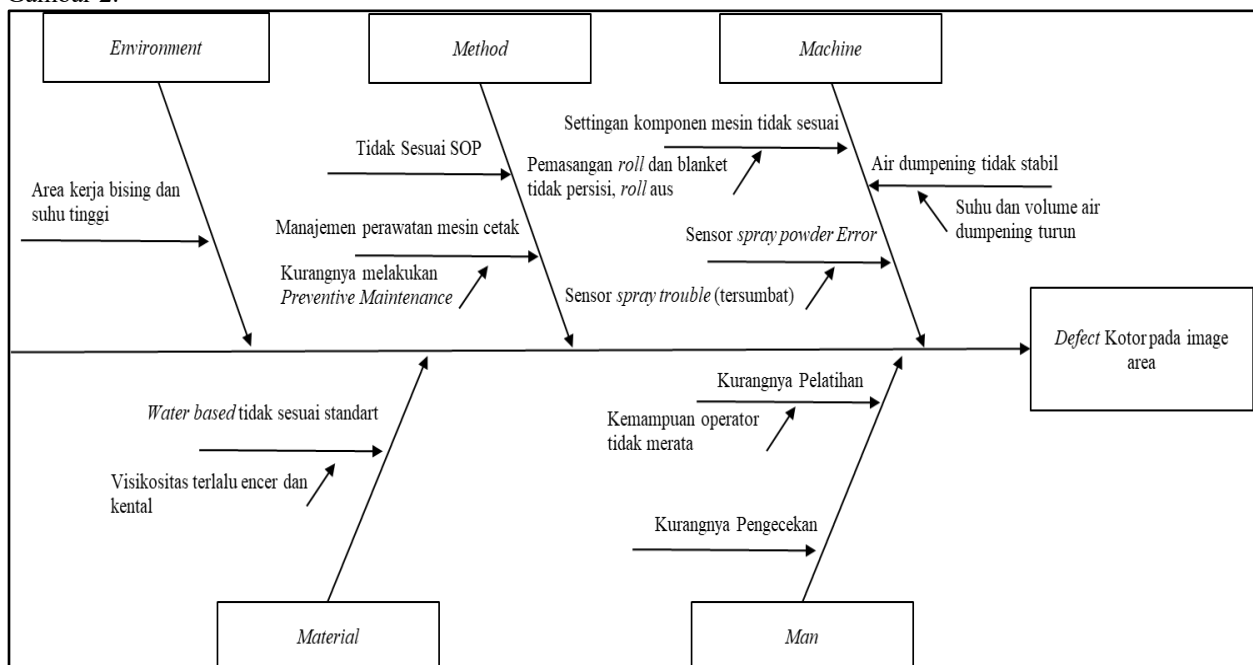 Gambar 2.
Environment
Method
Machine
Settingan komponen mesin tidak sesuai
Tidak Sesuai SOP
Pemasangan roll dan blanket
tidak persisi, roll aus
Air dumpening tidak stabil
Area kerja bising dan
suhu tinggi
Suhu dan volume air
dumpening turun
Manajemen perawatan mesin cetak
Sensor spray powder Error
Kurangnya melakukan
Preventive Maintenance
Sensor spray trouble (tersumbat)
Defect Kotor pada image
area
Kurangnya Pelatihan
Water based tidak sesuai standart
Kemampuan operator
tidak merata
Visikositas terlalu encer dan
kental
Kurangnya Pengecekan
Material
Man